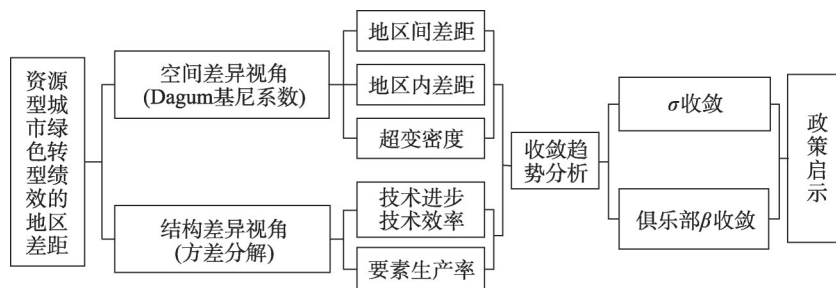 资源
型城
市绿
色转
型绩
效的
地区
差距
空间差异视角
(Dagum基尼系数)
结构差异视角
(方差分解)
地区间差距
地区内差距
超变密度
技术进步
技术效率
要素生产率
收敛趋
势分析
σ收敛
俱乐部β收敛
政
策
启
示